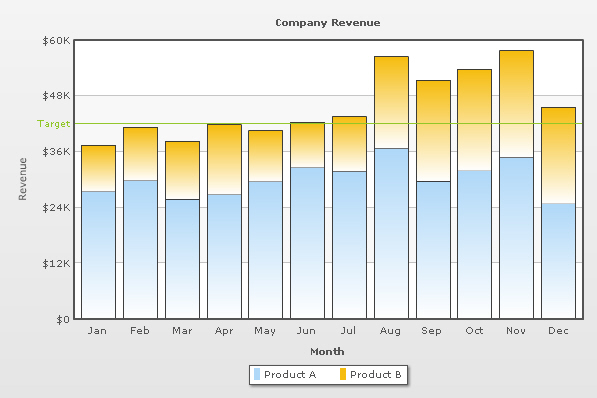 Company Revenue
$60K
$48K
Target
$36K
$24K
$12K
$0
Revenue
Jan Feb Mar Apr May Jun Jul Aug Sep Oct Nov Dec
Month
Product A Product B